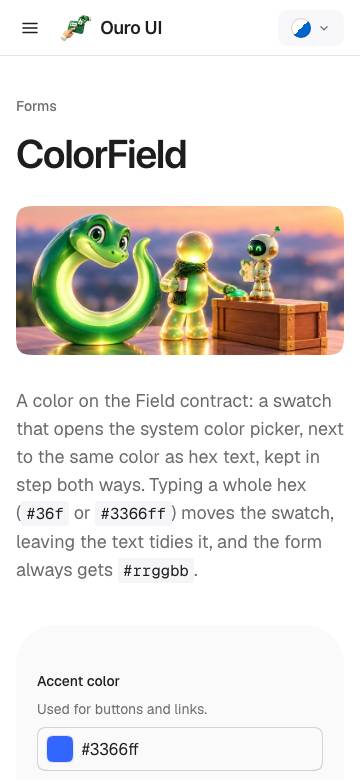 Ouro UI
Forms
ColorField
A color on the Field contract: a swatch
that opens the system color picker, next
to the same color as hex text, kept in
step both ways. Typing a whole hex
( #36f or #3366ff ) moves the swatch,
leaving the text tidies it, and the form
always gets #rrggbb .
Accent color
Used for buttons and links.
#3366ff